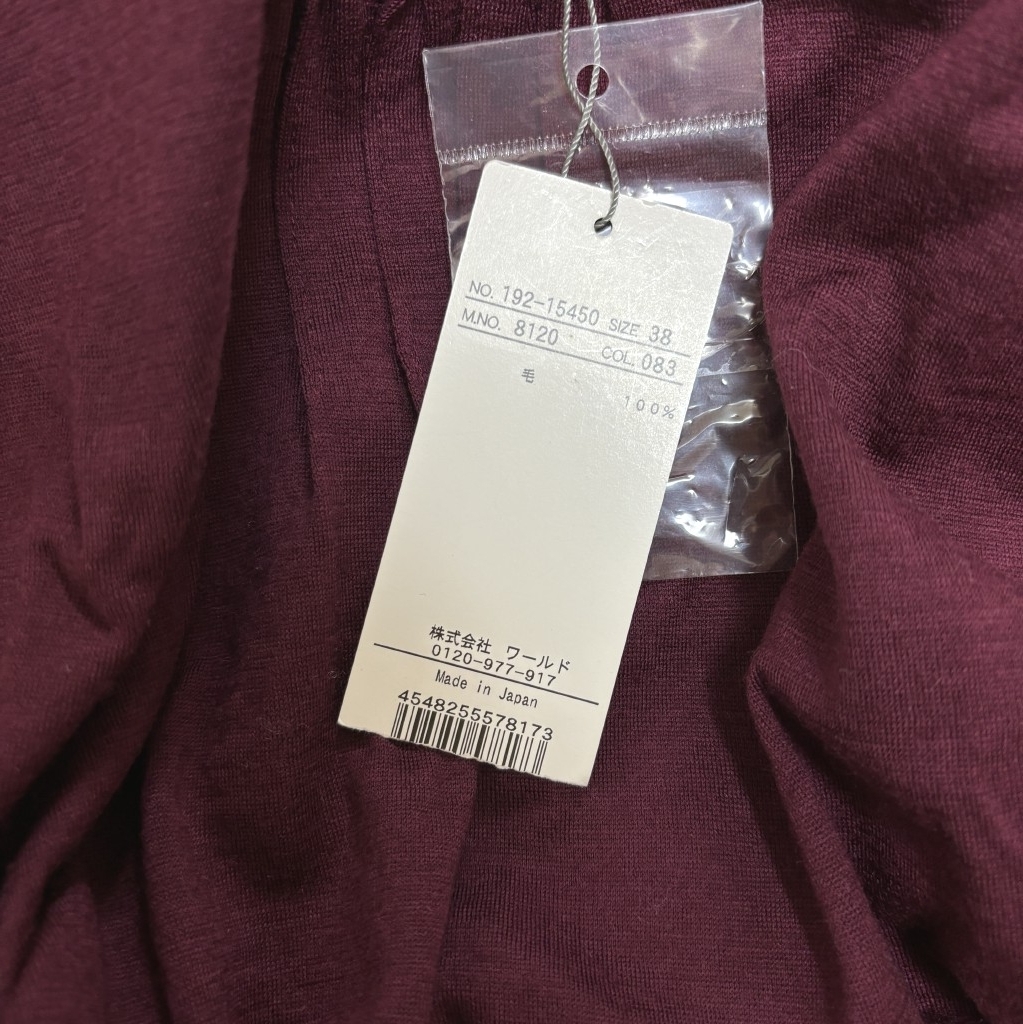 NO. 192-15450 SIZE 38
M.NO. 8120 COL. 083
毛
100%
株式会社 ワールド
0120-977-917
Made in Japan
4548255578173